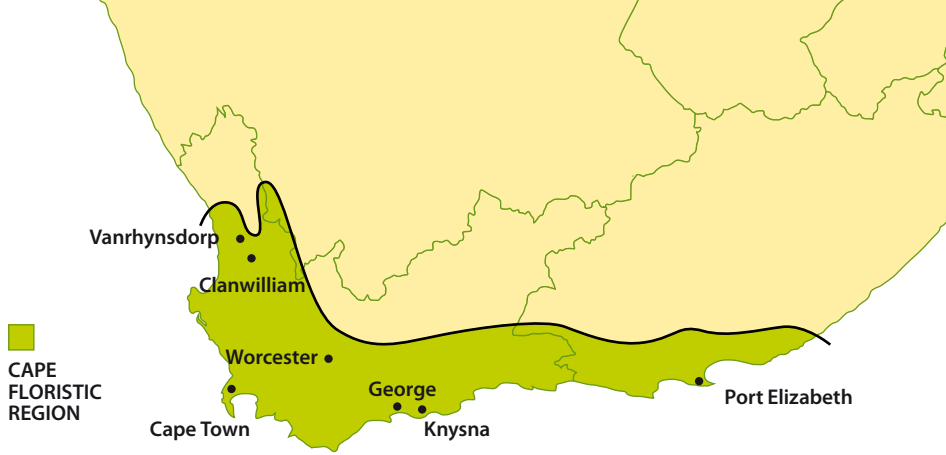 Vanrhynsdorp
Clanwilliam
Worcester
CAPE
FLORISTIC
REGION
George
Port Elizabeth
Cape Town
Knysna